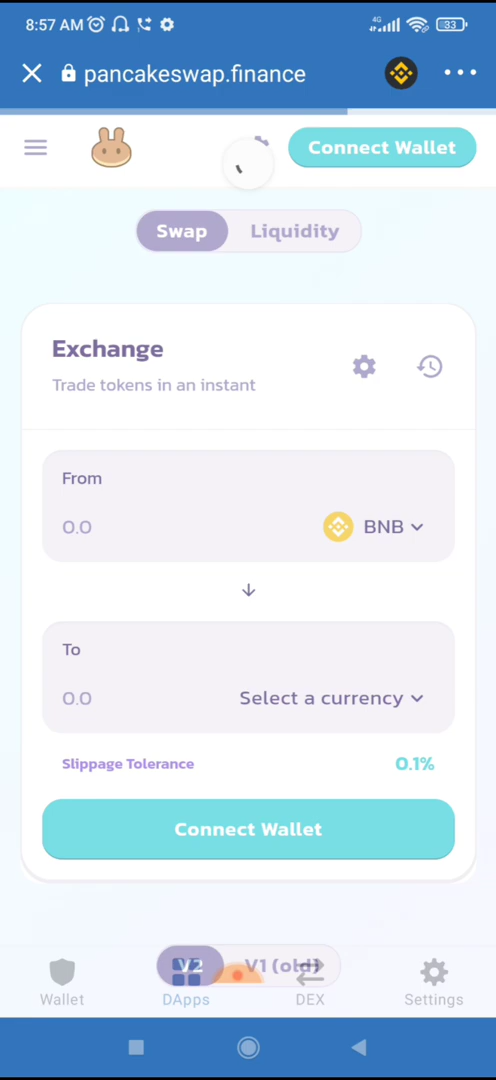 8:57 AM 4G 33
pancakeswap.finance
Connect Wallet
Swap Liquidity
Exchange
Trade tokens in an instant
From
0.0 BNB
To
0.0 Select a currency
Slippage Tolerance 0.1%
Connect Wallet
V2 V1 (old)
Wallet DApps DEX Settings